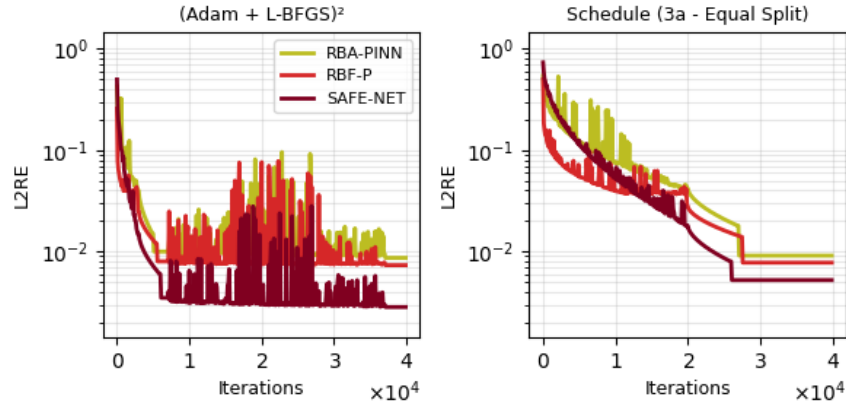 (Adam + L-BFGS)²
10⁰
10⁻¹
10⁻²
L2RE
RBA-PINN
RBF-P
SAFE-NET
0 1 2 3 4
Iterations
×10⁴
Schedule (3a - Equal Split)
10⁰
10⁻¹
10⁻²
L2RE
0 1 2 3 4
Iterations
×10⁴